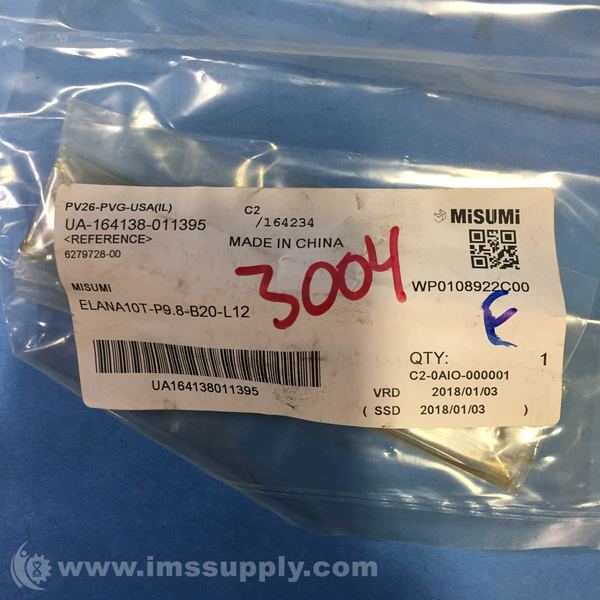 PV26-PVG-USA(IL)
C2
/164234
MiSUMi
UA-164138-011395
<REFERENCE>
MADE IN CHINA
6279728-00
3004
WP0108922C00
MISUMI
ELANA10T-P9.8-B20-L12
F
QTY: 1
C2-0AIO-000001
VRD 2018/01/03
( SSD 2018/01/03 )
UA164138011395
www.imssupply.com